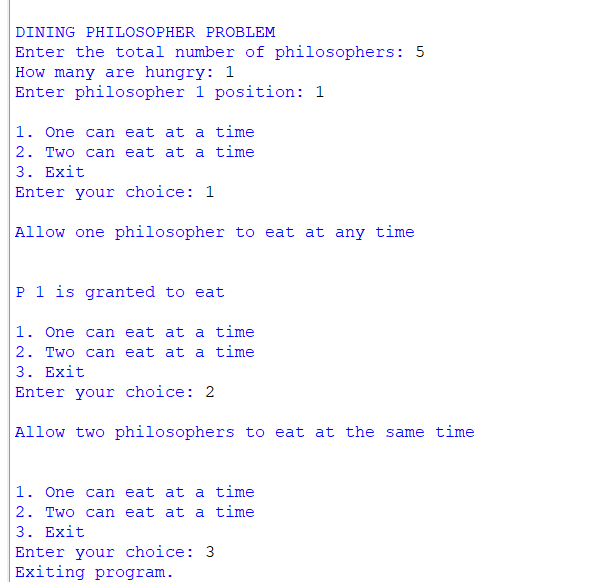 DINING PHILOSOPHER PROBLEM
Enter the total number of philosophers: 5
How many are hungry: 1
Enter philosopher 1 position: 1
1. One can eat at a time
2. Two can eat at a time
3. Exit
Enter your choice: 1
Allow one philosopher to eat at any time
P 1 is granted to eat
1. One can eat at a time
2. Two can eat at a time
3. Exit
Enter your choice: 2
Allow two philosophers to eat at the same time
1. One can eat at a time
2. Two can eat at a time
3. Exit
Enter your choice: 3
Exiting program.